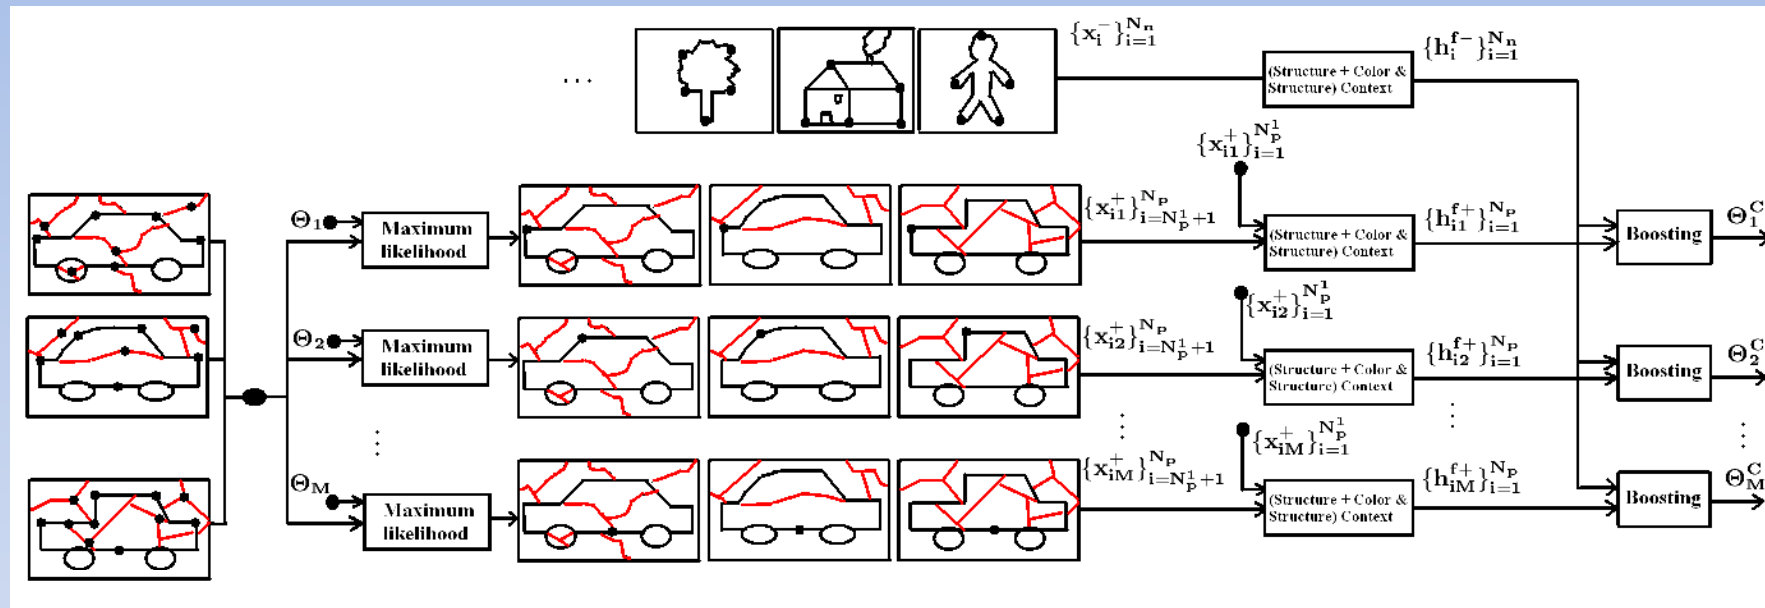 ...
{x_i^-}_{i=1}^{N_n}
(Structure + Color &
Structure) Context
{h_i^{f-}}_{i=1}^{N_n}
{x_{i1}^+}_{i=1}^{N_p^1}
Θ_1
Maximum
likelihood
{x_{i1}^+}_{i=N_p^1+1}^{N_p}
(Structure + Color &
Structure) Context
{h_{i1}^{f+}}_{i=1}^{N_p}
Boosting
Θ_1^C
{x_{i2}^+}_{i=1}^{N_p^1}
Θ_2
Maximum
likelihood
{x_{i2}^+}_{i=N_p^1+1}^{N_p}
(Structure + Color &
Structure) Context
{h_{i2}^{f+}}_{i=1}^{N_p}
Boosting
Θ_2^C
{x_{iM}^+}_{i=1}^{N_p^1}
Θ_M
Maximum
likelihood
{x_{iM}^+}_{i=N_p^1+1}^{N_p}
(Structure + Color &
Structure) Context
{h_{iM}^{f+}}_{i=1}^{N_p}
Boosting
Θ_M^C